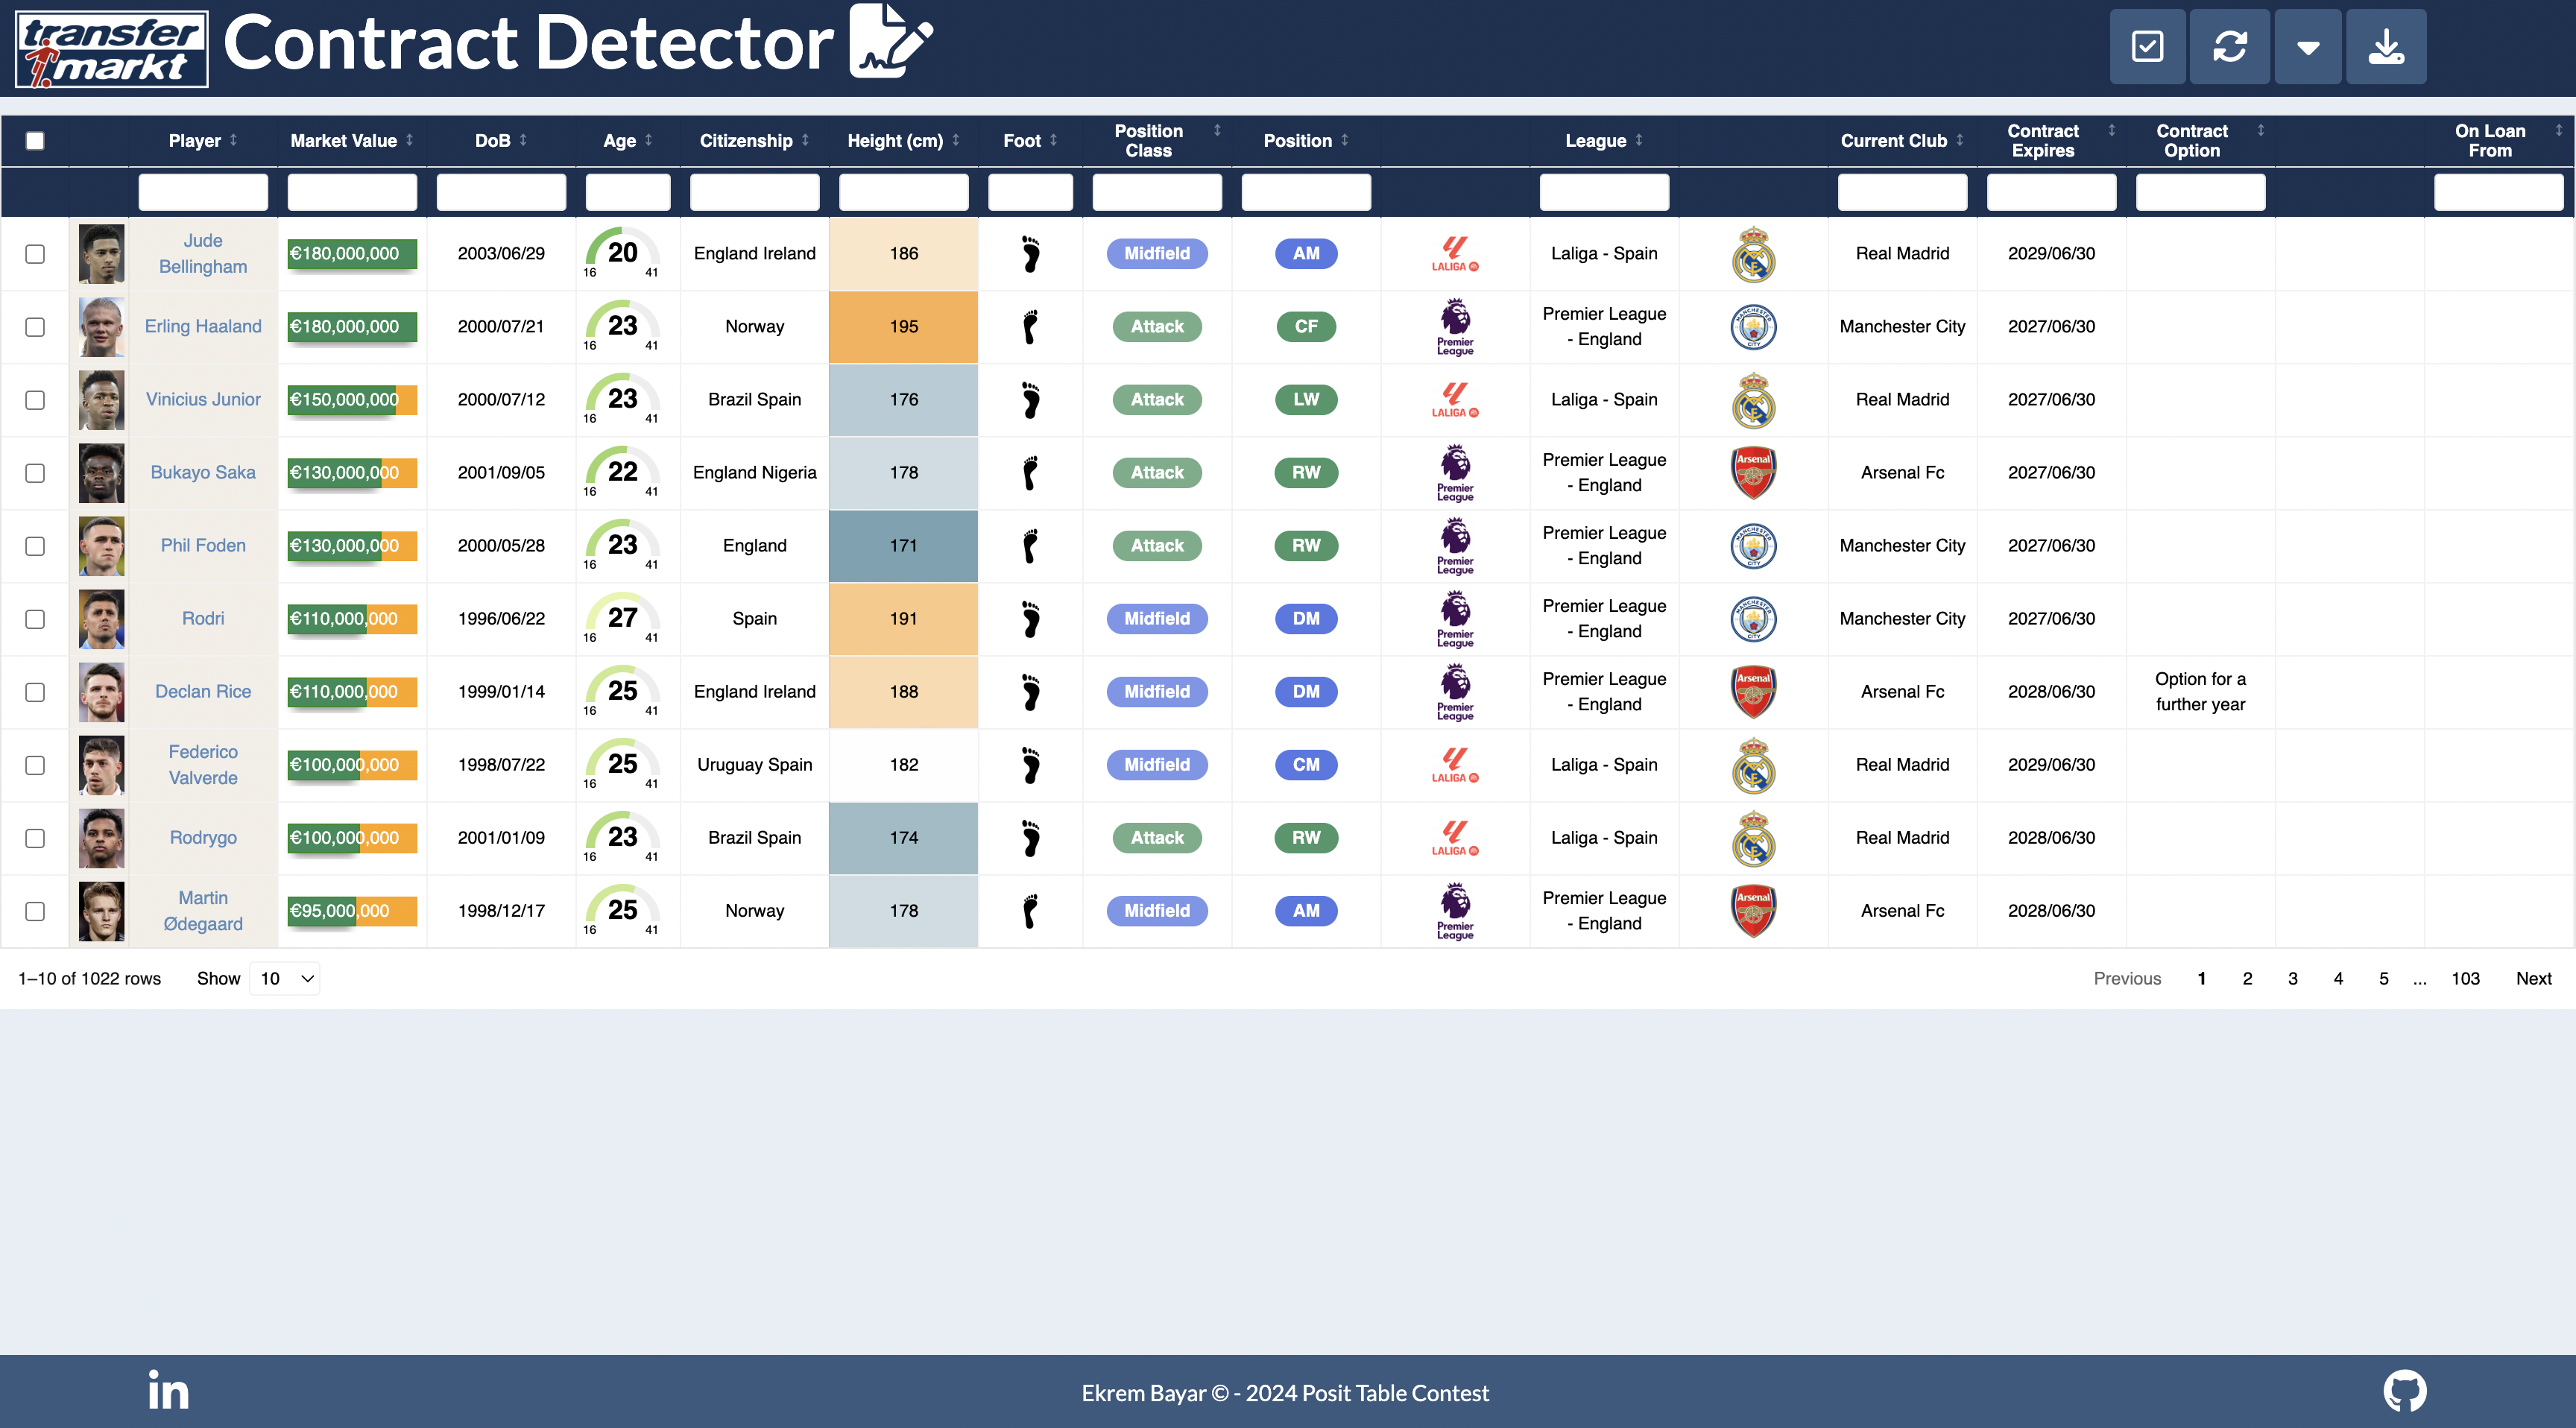 transfer
markt
Contract Detector
Player Market Value DoB Age Citizenship Height (cm) Foot Position Class Position League Current Club Contract Expires Contract Option On Loan From
Jude Bellingham €180,000,000 2003/06/29 20 16 41 England Ireland 186 Midfield AM LALIGA Laliga - Spain Real Madrid 2029/06/30
Erling Haaland €180,000,000 2000/07/21 23 16 41 Norway 195 Attack CF Premier League Premier League - England MANCHESTER CITY Manchester City 2027/06/30
Vinicius Junior €150,000,000 2000/07/12 23 16 41 Brazil Spain 176 Attack LW LALIGA Laliga - Spain Real Madrid 2027/06/30
Bukayo Saka €130,000,000 2001/09/05 22 16 41 England Nigeria 178 Attack RW Premier League Premier League - England Arsenal Arsenal Fc 2027/06/30
Phil Foden €130,000,000 2000/05/28 23 16 41 England 171 Attack RW Premier League Premier League - England MANCHESTER CITY Manchester City 2027/06/30
Rodri €110,000,000 1996/06/22 27 16 41 Spain 191 Midfield DM Premier League Premier League - England MANCHESTER CITY Manchester City 2027/06/30
Declan Rice €110,000,000 1999/01/14 25 16 41 England Ireland 188 Midfield DM Premier League Premier League - England Arsenal Arsenal Fc 2028/06/30 Option for a further year
Federico Valverde €100,000,000 1998/07/22 25 16 41 Uruguay Spain 182 Midfield CM LALIGA Laliga - Spain Real Madrid 2029/06/30
Rodrygo €100,000,000 2001/01/09 23 16 41 Brazil Spain 174 Attack RW LALIGA Laliga - Spain Real Madrid 2028/06/30
Martin Ødegaard €95,000,000 1998/12/17 25 16 41 Norway 178 Midfield AM Premier League Premier League - England Arsenal Arsenal Fc 2028/06/30
1–10 of 1022 rows Show 10 Previous 1 2 3 4 5 ... 103 Next
in Ekrem Bayar © - 2024 Posit Table Contest